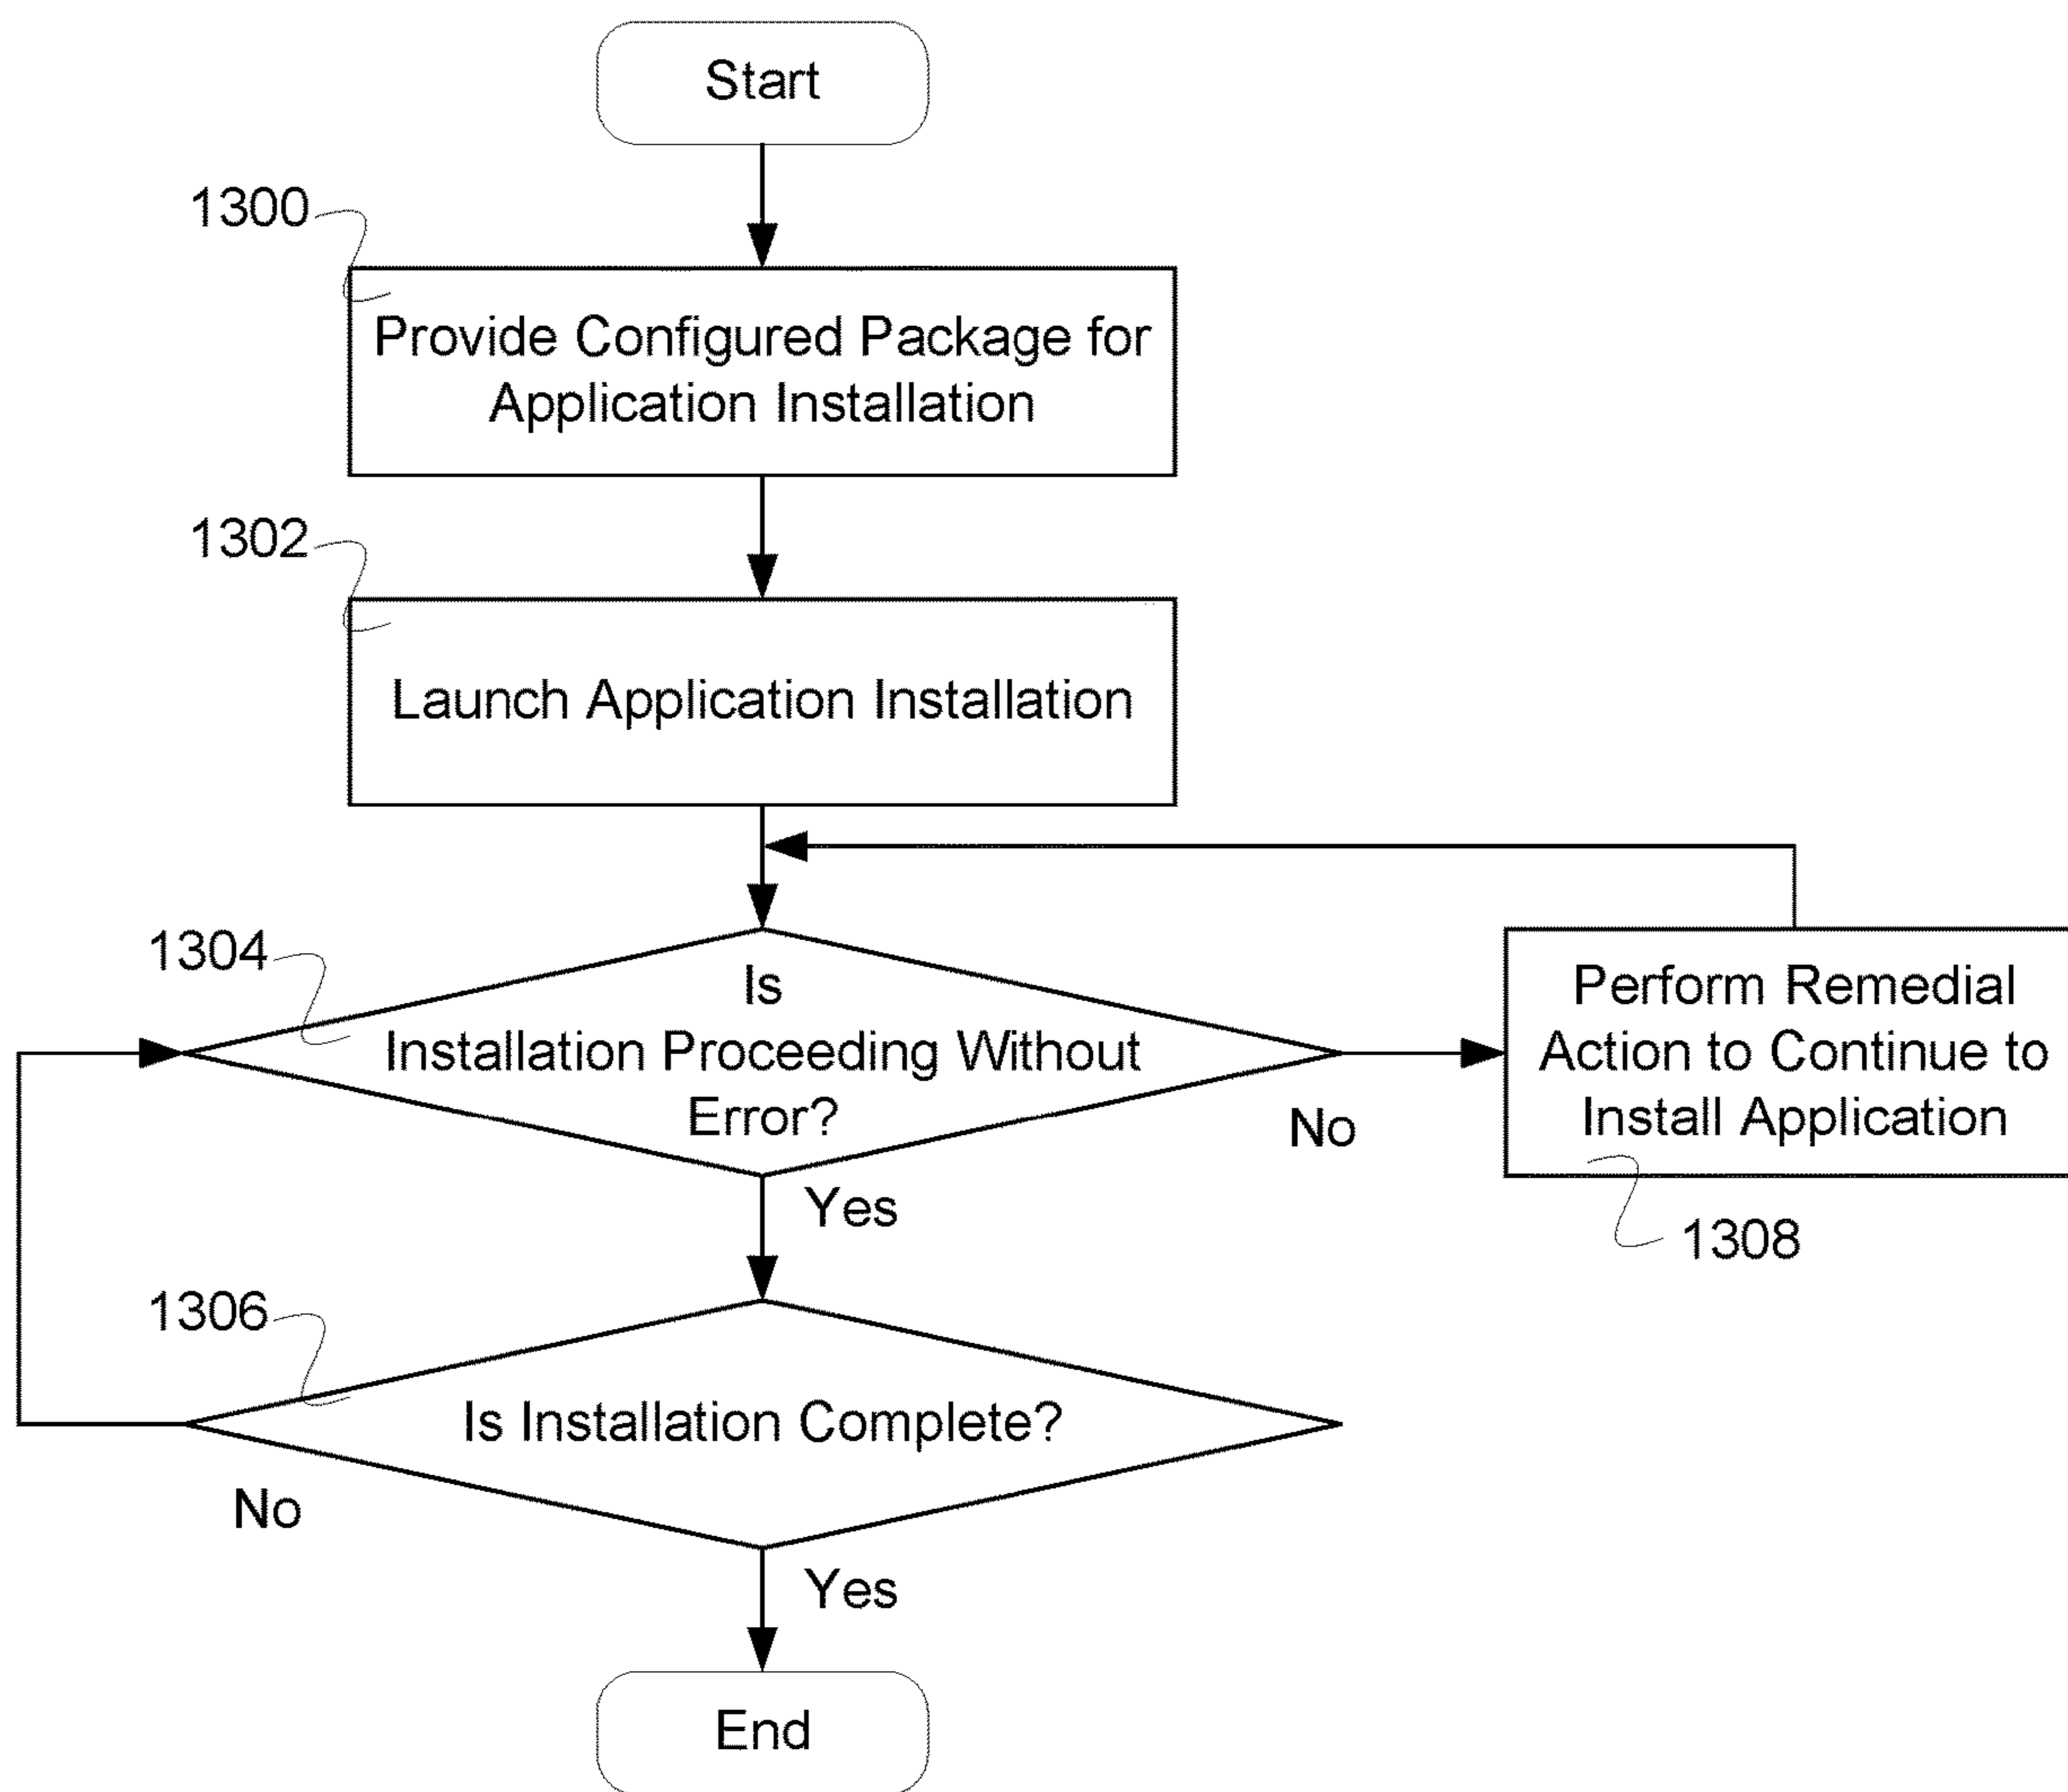 Start
1300
Provide Configured Package for
Application Installation
1302
Launch Application Installation
1304
Is
Installation Proceeding Without
Error?
No
Perform Remedial
Action to Continue to
Install Application
1308
Yes
1306
Is Installation Complete?
No
Yes
End